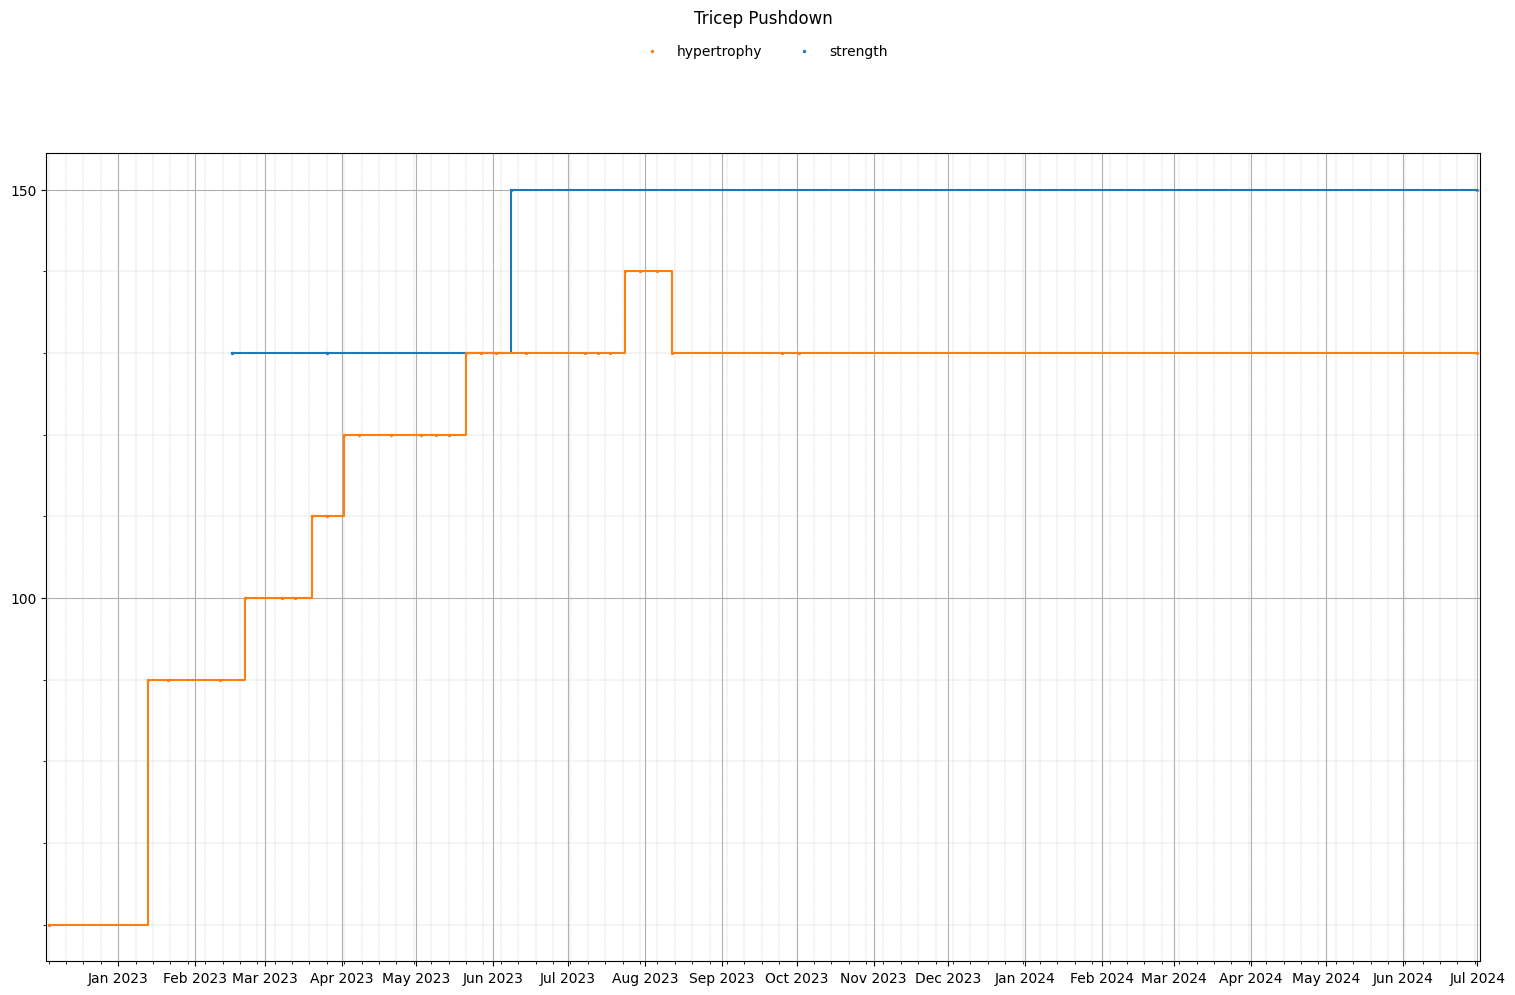 Tricep Pushdown
hypertrophy strength
150
100
Jan 2023 Feb 2023 Mar 2023 Apr 2023 May 2023 Jun 2023 Jul 2023 Aug 2023 Sep 2023 Oct 2023 Nov 2023 Dec 2023 Jan 2024 Feb 2024 Mar 2024 Apr 2024 May 2024 Jun 2024 Jul 2024